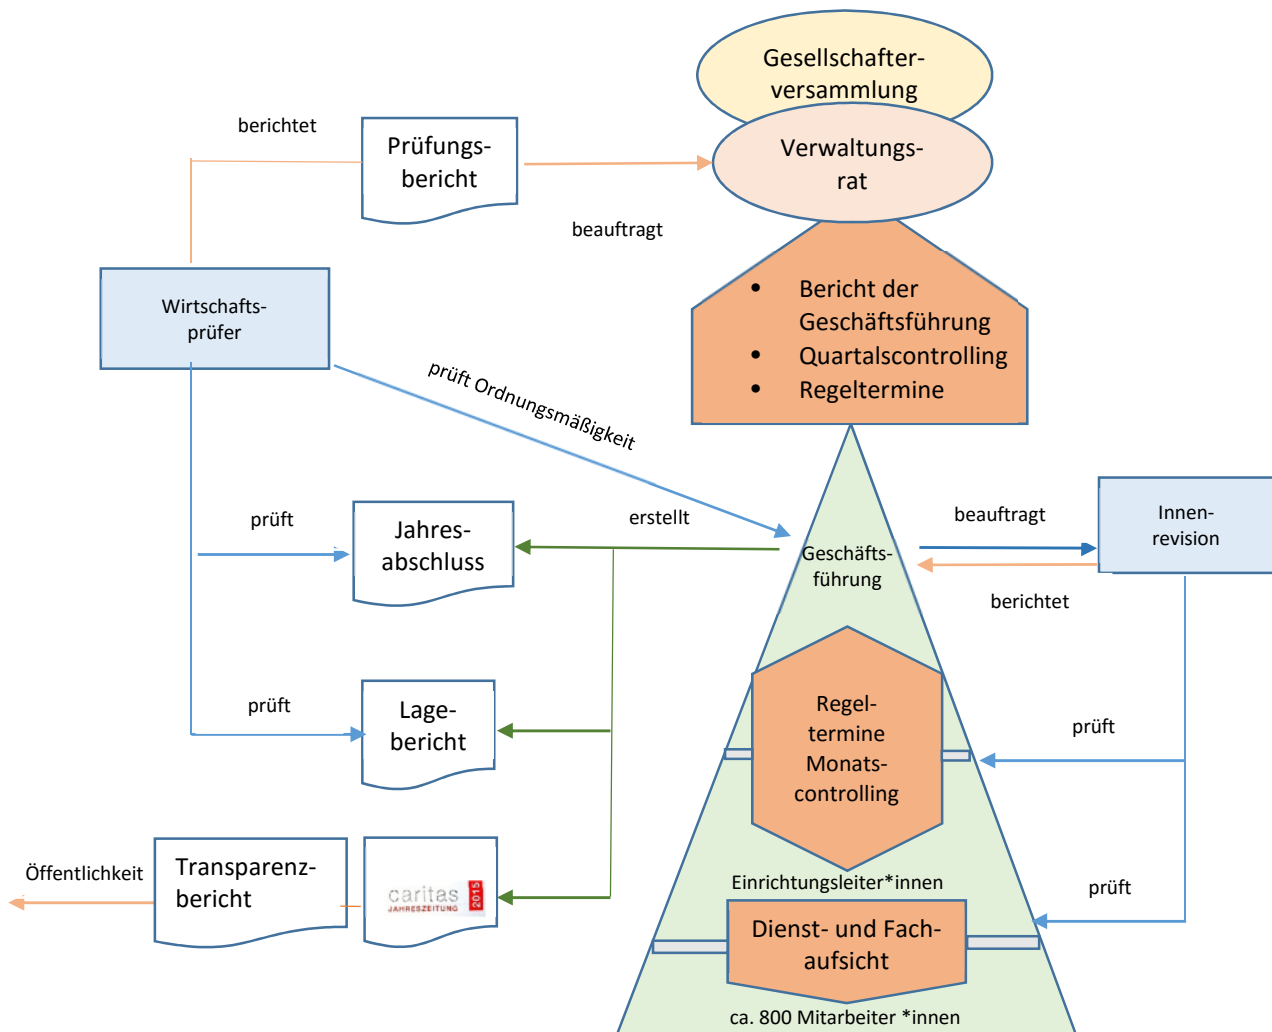 Gesellschafter-
versammlung
berichtet
Prüfungs-
bericht
Verwaltungs-
rat
beauftragt
Wirtschafts-
prüfer
• Bericht der
Geschäftsführung
• Quartalscontrolling
• Regeltermine
prüft Ordnungsmäßigkeit
prüft
Jahres-
abschluss
erstellt
Geschäfts-
führung
beauftragt
Innen-
revision
berichtet
prüft
Lage-
bericht
Regel-
termine
Monats-
controlling
prüft
Öffentlichkeit
Transparenz-
bericht
caritas
JAHRESZEITUNG
2015
Einrichtungsleiter*innen
prüft
Dienst- und Fach-
aufsicht
ca. 800 Mitarbeiter *innen